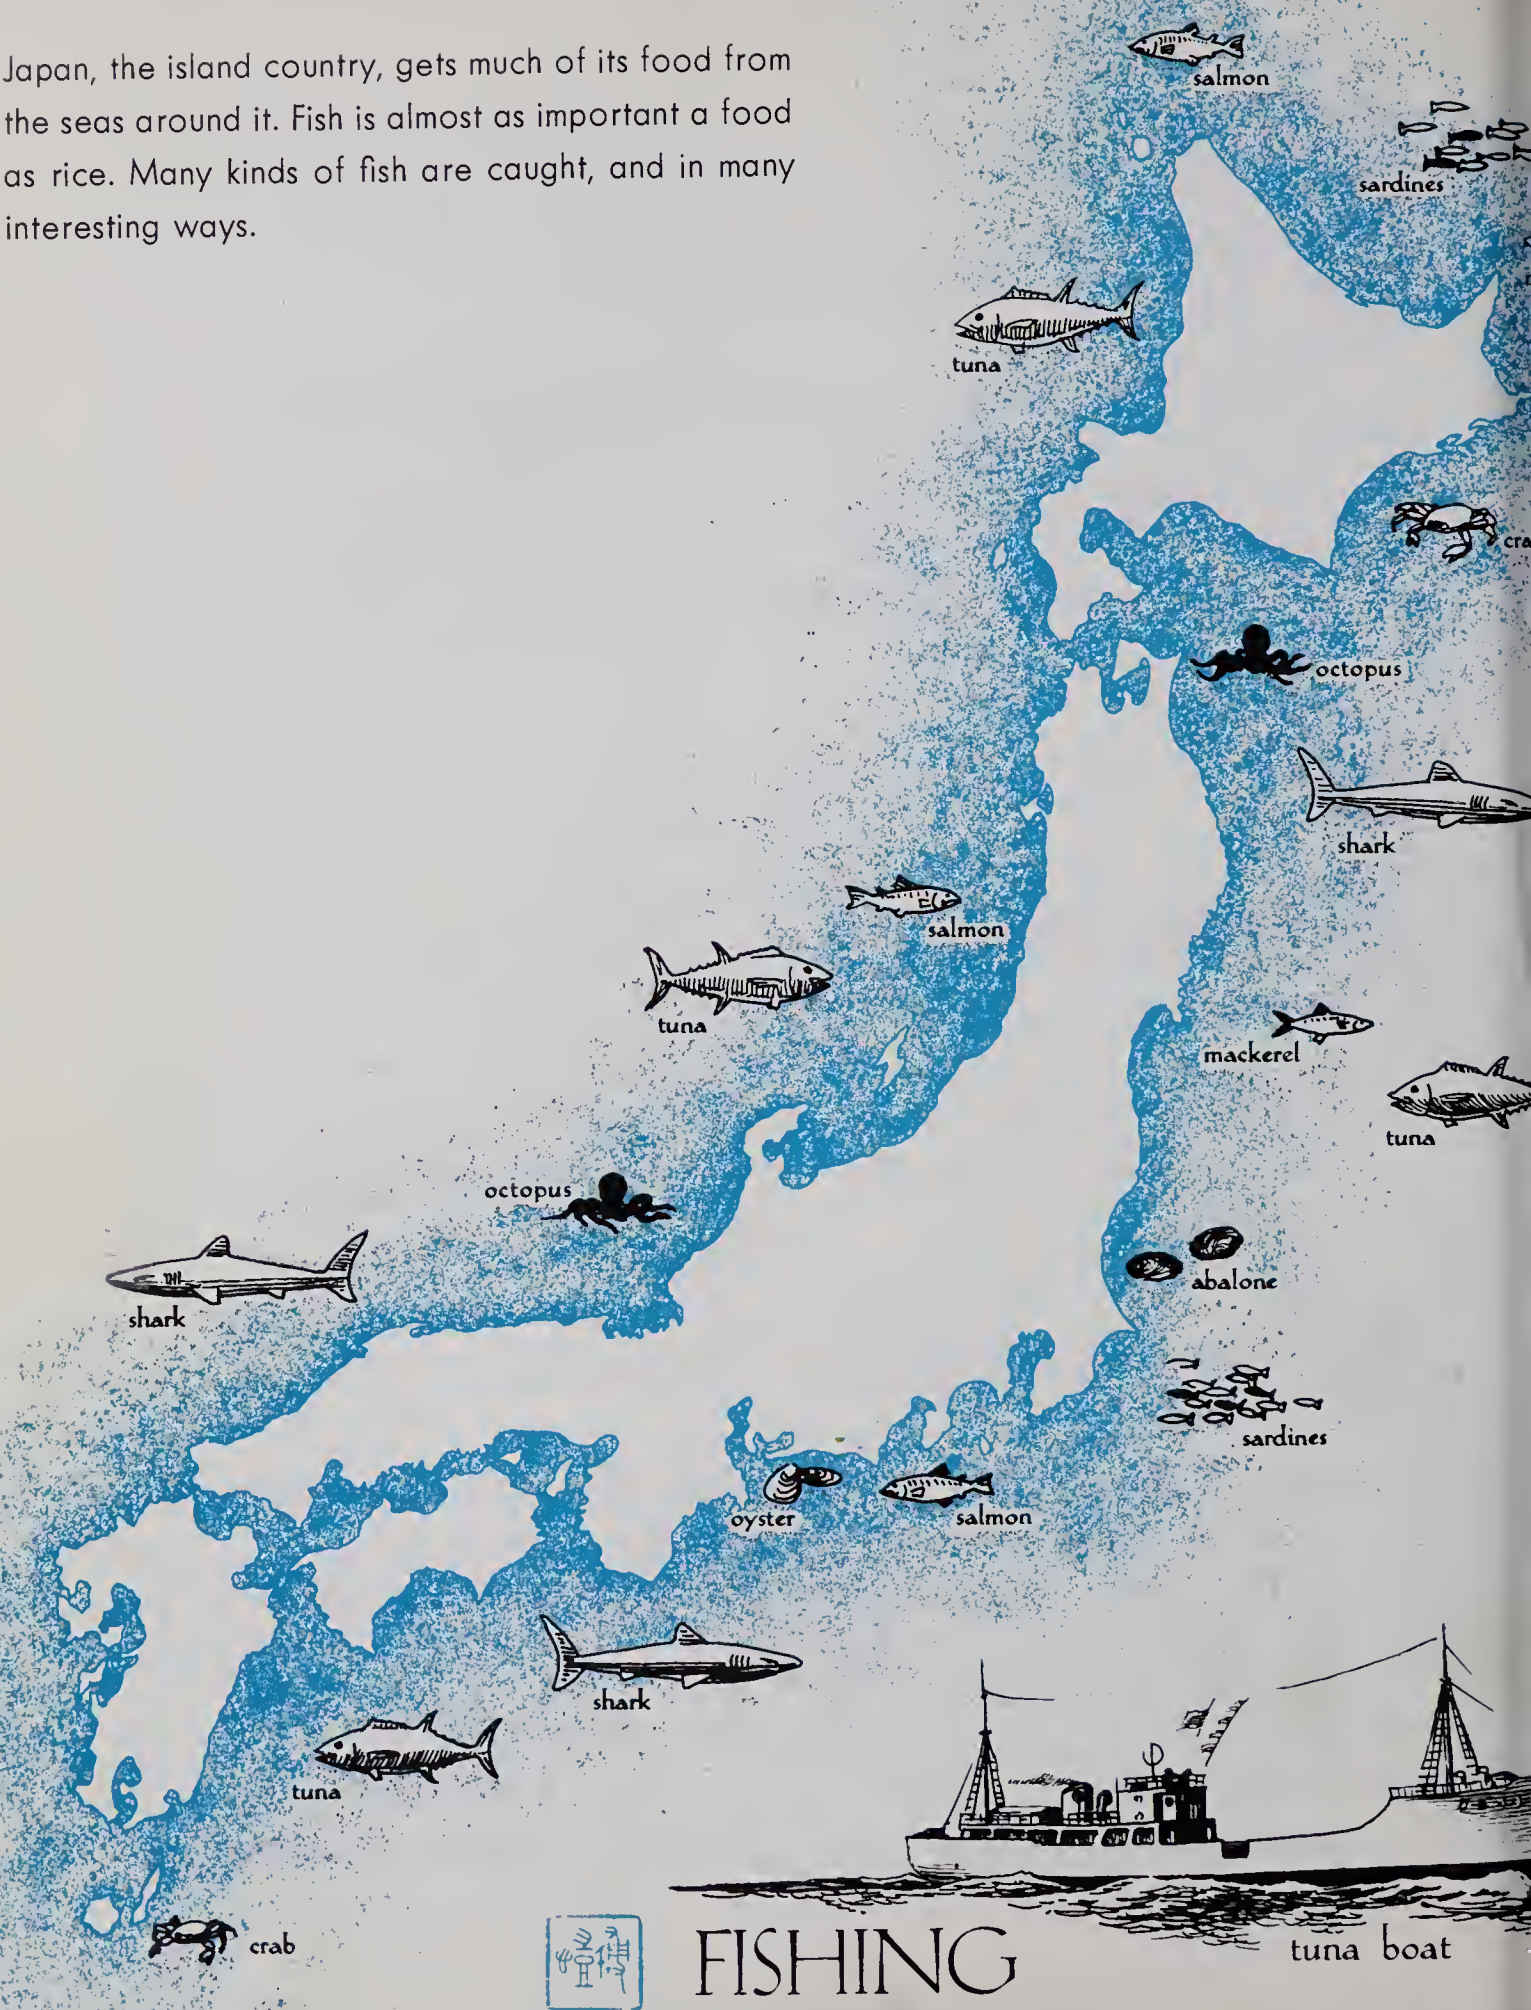 Japan, the island country, gets much of its food from
the seas around it. Fish is almost as important a food
as rice. Many kinds of fish are caught, and in many
interesting ways.
salmon
sardines
tuna
octopus
shark
salmon
tuna
mackerel
tuna
octopus
abalone
shark
sardines
oyster
salmon
shark
tuna
crab
FISHING
tuna boat